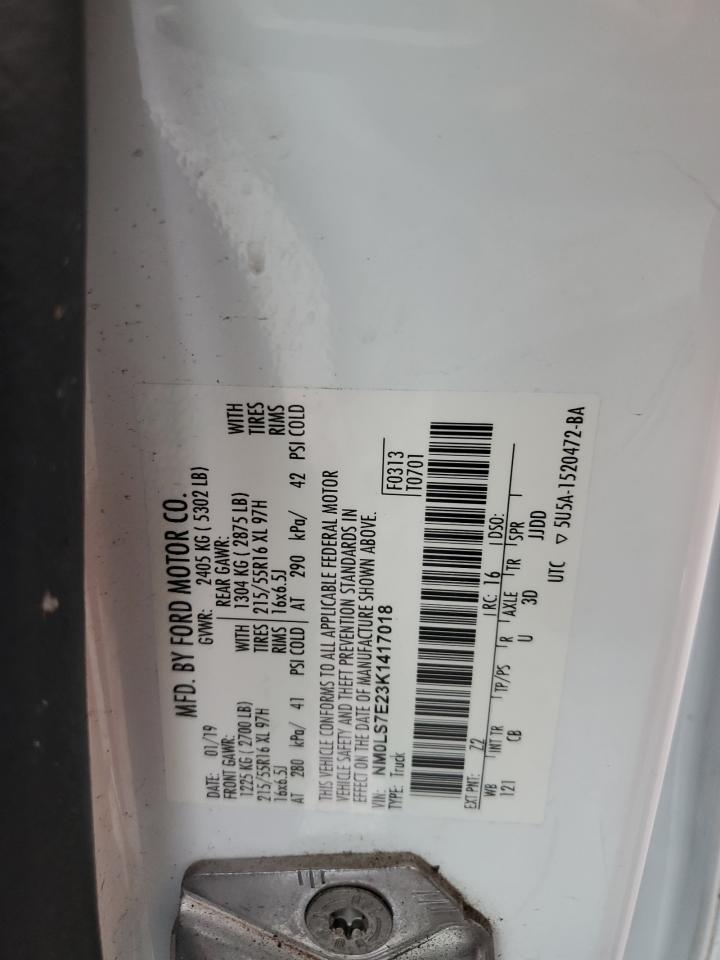 MFD. BY FORD MOTOR CO.
DATE: 01/19 GVWR: 2405 KG ( 5302 LB)
FRONT GAWR: REAR GAWR:
1225 KG ( 2700 LB) WITH 1304 KG ( 2875 LB) WITH
215/55R16 XL 97H TIRES 215/55R16 XL 97H TIRES
16x6.5J RIMS 16x6.5J RIMS
AT 280 kPa/ 41 PSI COLD AT 290 kPa/ 42 PSI COLD
THIS VEHICLE CONFORMS TO ALL APPLICABLE FEDERAL MOTOR
VEHICLE SAFETY AND THEFT PREVENTION STANDARDS IN
EFFECT ON THE DATE OF MANUFACTURE SHOWN ABOVE.
VIN: NM0LS7E23K1417018 F0313
TYPE: Truck T0701
EXT PNT: Z2 RC: 16 DSO:
WB INT TR TP/PS R AXLE TR SPR
121 CB U 3D JJDD
UTC ▽ 5U5A-1520472-BA